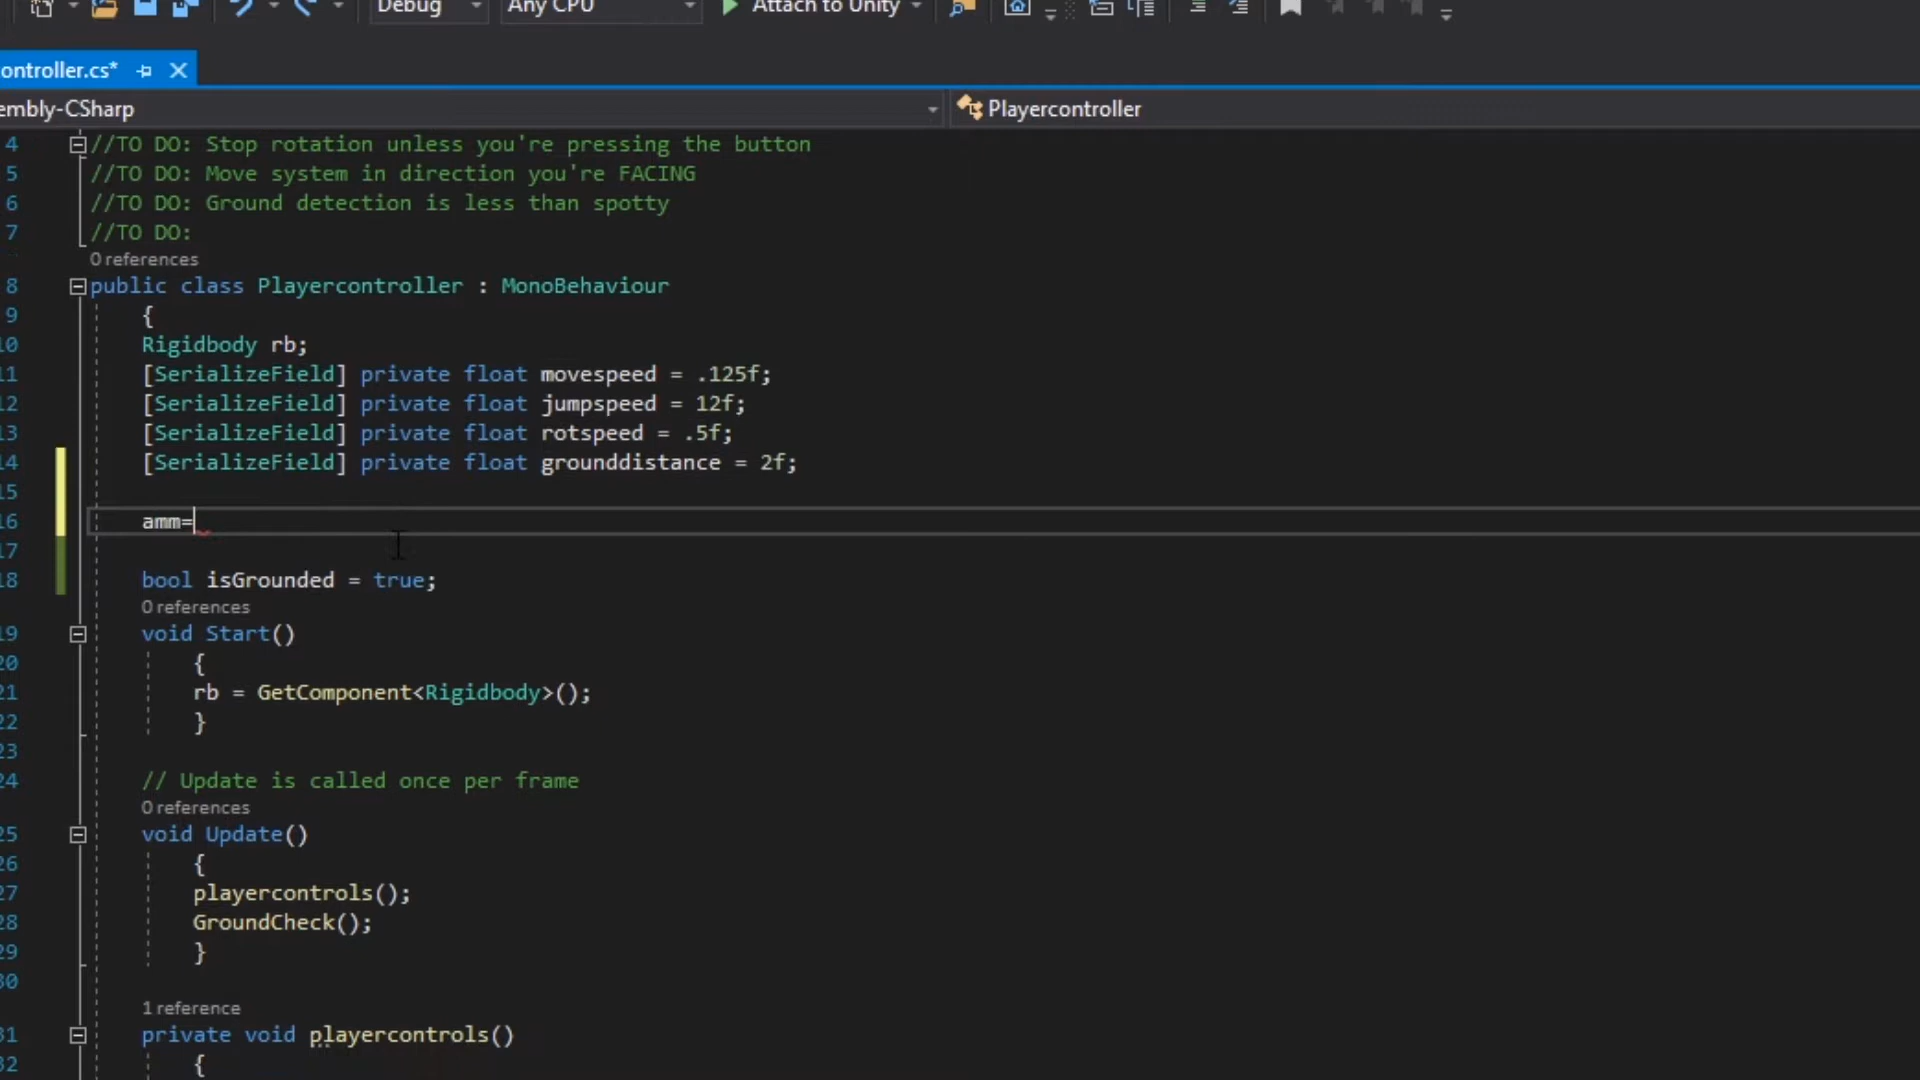 Debug Any CPU Attach to Unity
ontroller.cs*
embly-CSharp Playercontroller
4 //TO DO: Stop rotation unless you're pressing the button
5 //TO DO: Move system in direction you're FACING
6 //TO DO: Ground detection is less than spotty
7 //TO DO:
0 references
8 public class Playercontroller : MonoBehaviour
9 {
10 Rigidbody rb;
11 [SerializeField] private float movespeed = .125f;
12 [SerializeField] private float jumpspeed = 12f;
13 [SerializeField] private float rotspeed = .5f;
14 [SerializeField] private float grounddistance = 2f;
15
16 amm=
17
18 bool isGrounded = true;
0 references
19 void Start()
20 {
21 rb = GetComponent<Rigidbody>();
22 }
23
24 // Update is called once per frame
0 references
25 void Update()
26 {
27 playercontrols();
28 GroundCheck();
29 }
30
1 reference
31 private void playercontrols()
32 {